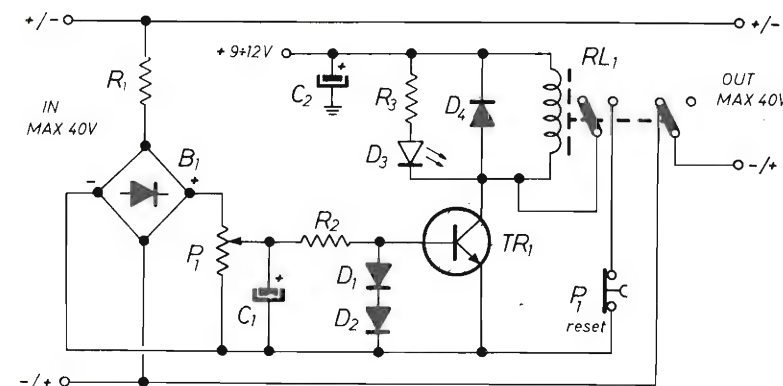 +/−
+/−
+ 9÷12V
RL₁
R₁
C₂
+
R₃
D₄
OUT
MAX 40V
IN
MAX 40V
D₃
B₁
−
+
−/+
P₁
R₂
TR₁
C₁
+
D₁
D₂
P₁
reset
−/+